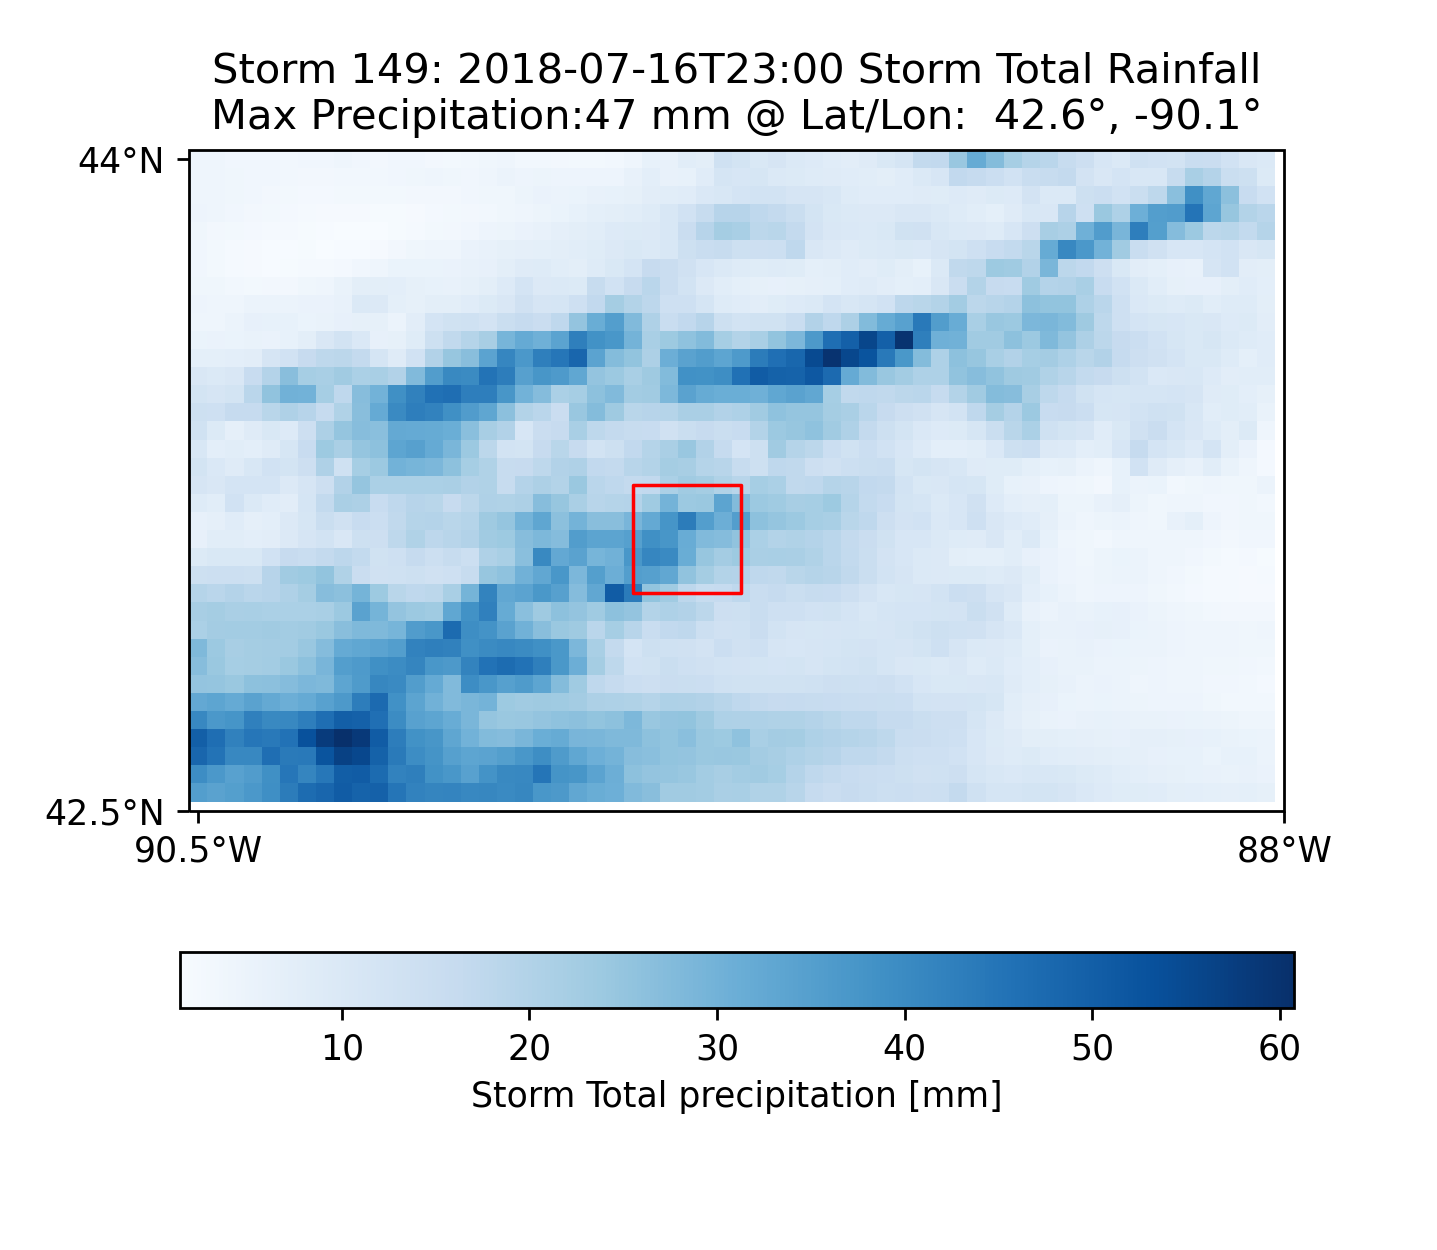 Storm 149: 2018-07-16T23:00 Storm Total Rainfall
Max Precipitation:47 mm @ Lat/Lon:  42.6°, -90.1°
44°N
42.5°N
90.5°W 88°W
10 20 30 40 50 60
Storm Total precipitation [mm]